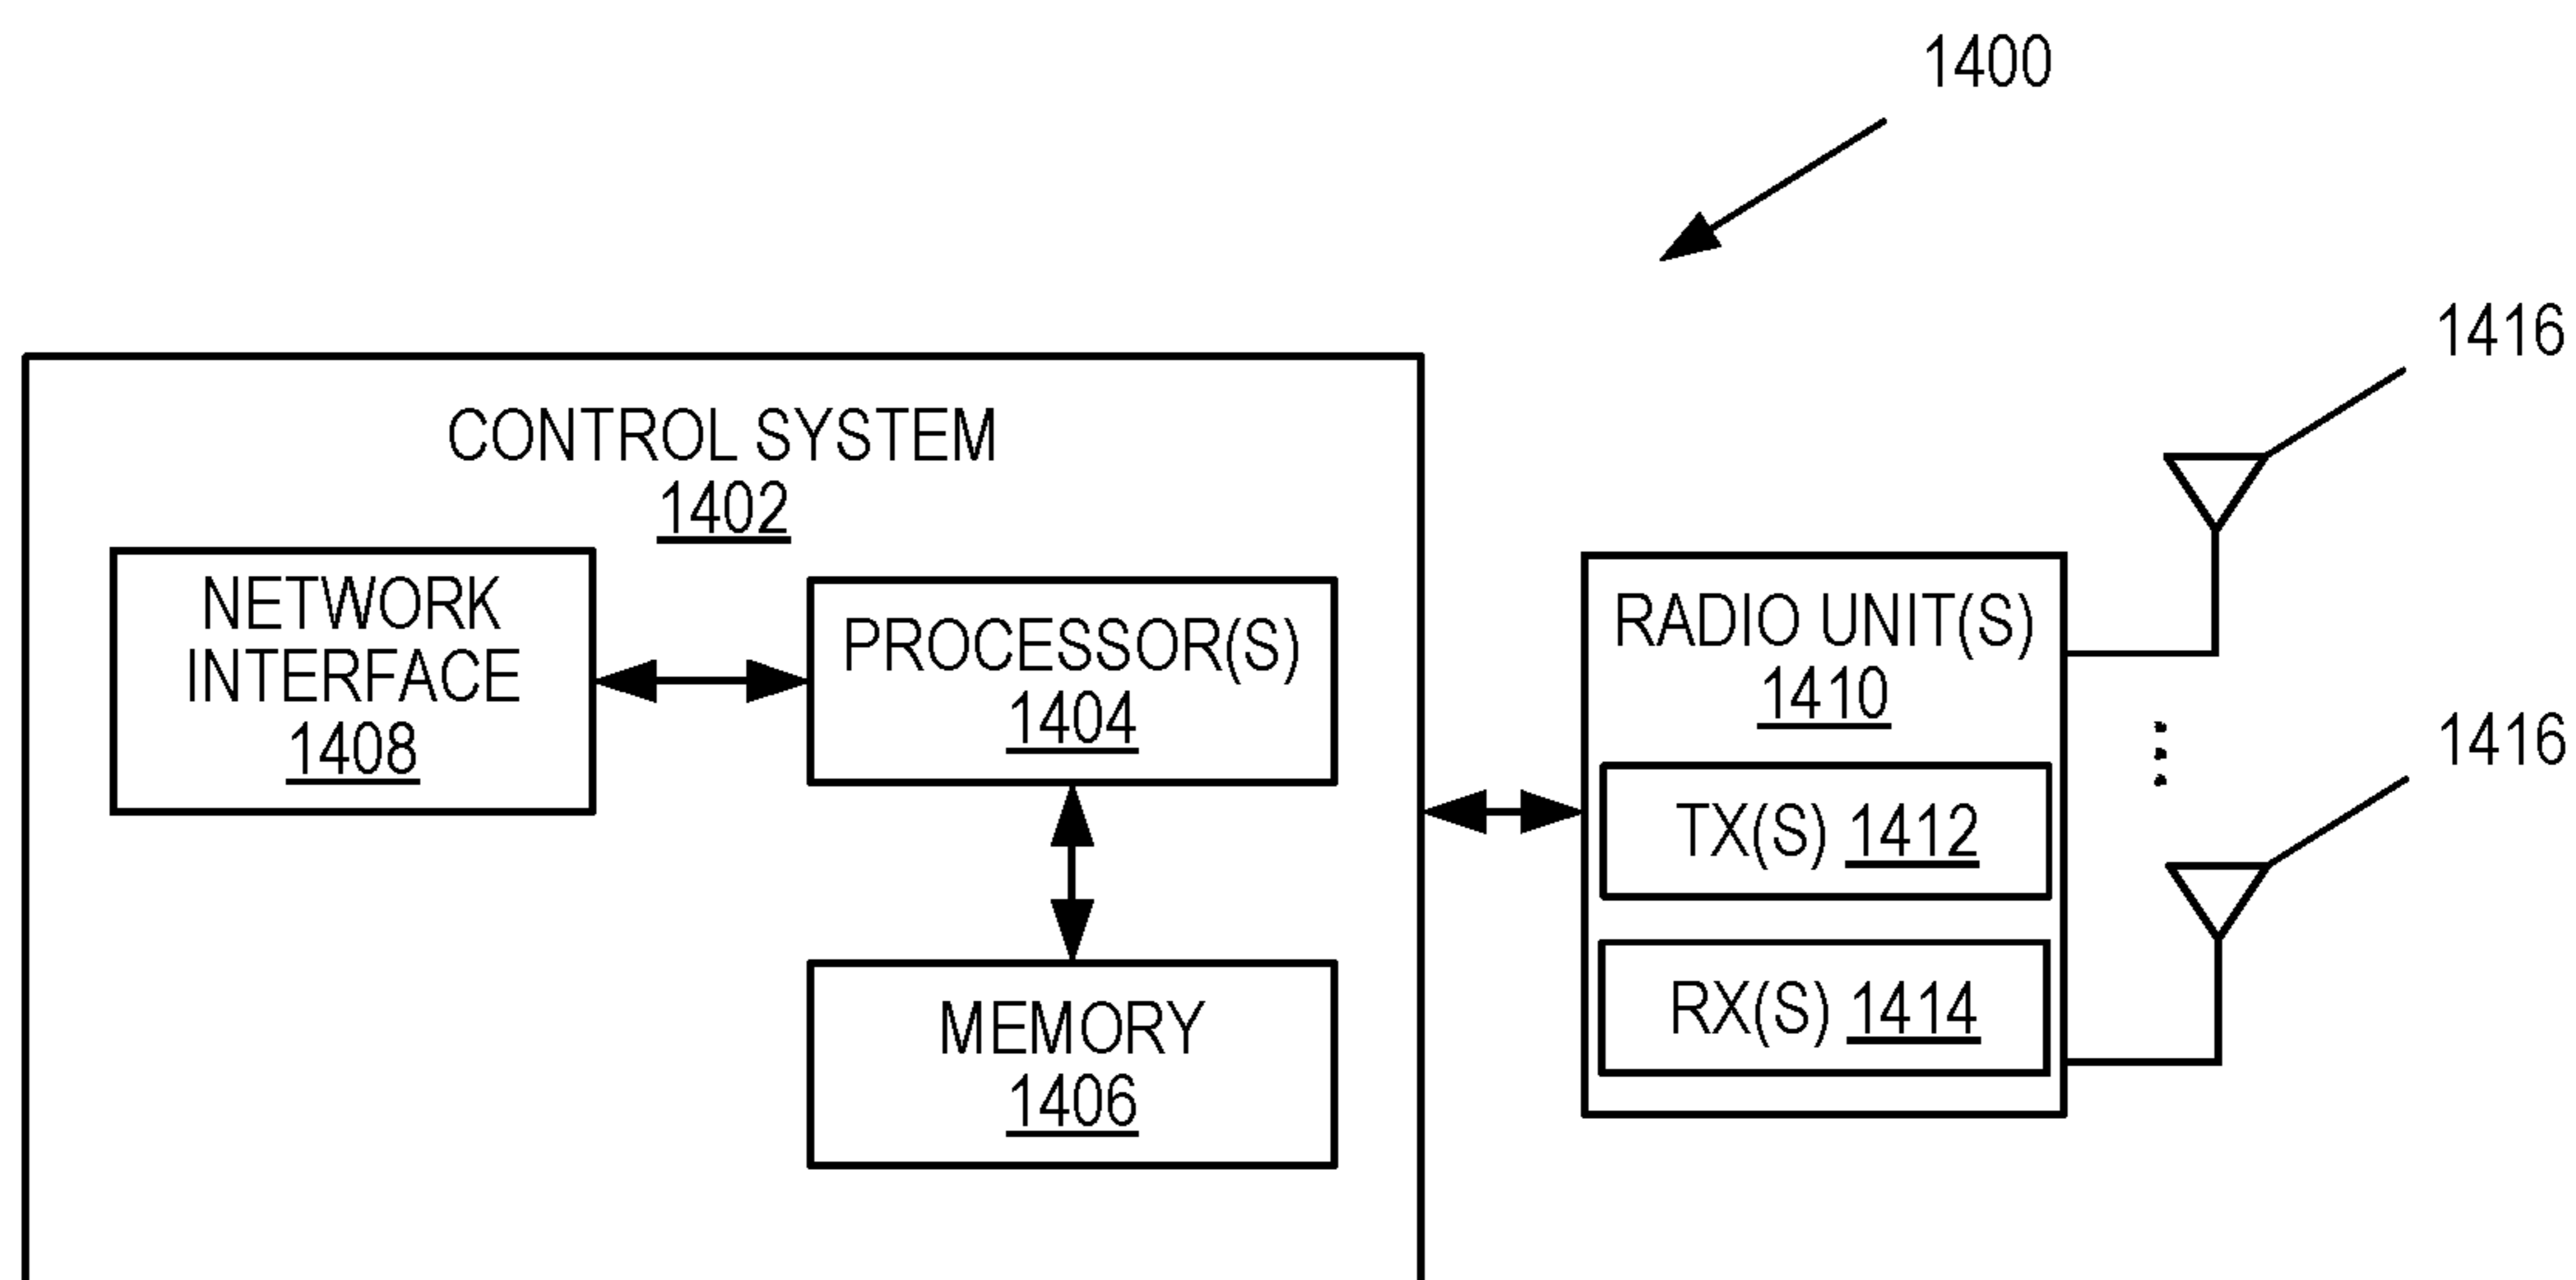 1400
1416
CONTROL SYSTEM
1402
NETWORK
INTERFACE
1408
PROCESSOR(S)
1404
MEMORY
1406
RADIO UNIT(S)
1410
TX(S) 1412
RX(S) 1414
1416